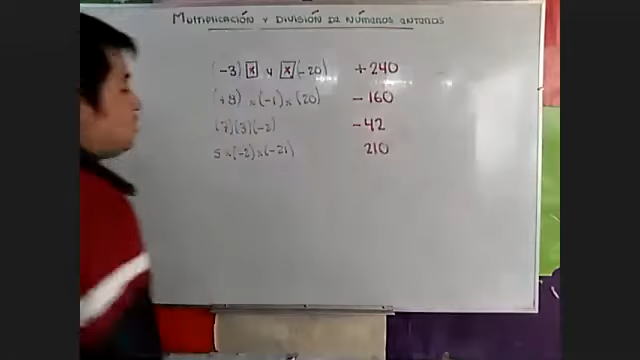 Multiplicación y división de números enteros
(-3) x 4 x (-20) +240
(+8) x (-1) x (20) -160
(7)(3)(-2) -42
5 x (-2) x (-21) 210